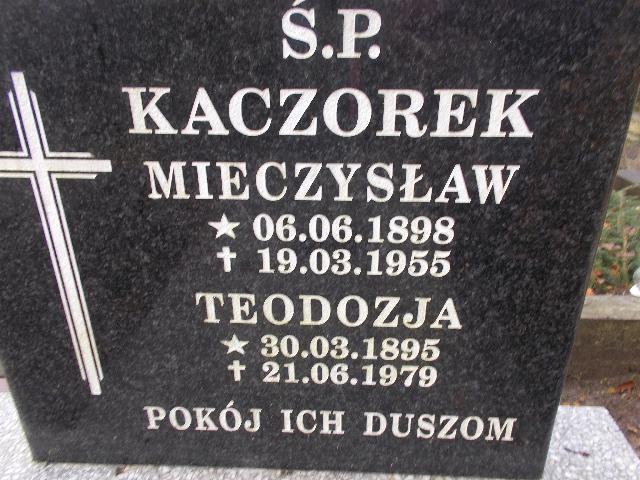 Ś.P.
KACZOREK
MIECZYSŁAW
★ 06.06.1898
✝ 19.03.1955
TEODOZJA
★ 30.03.1895
✝ 21.06.1979
POKÓJ ICH DUSZOM